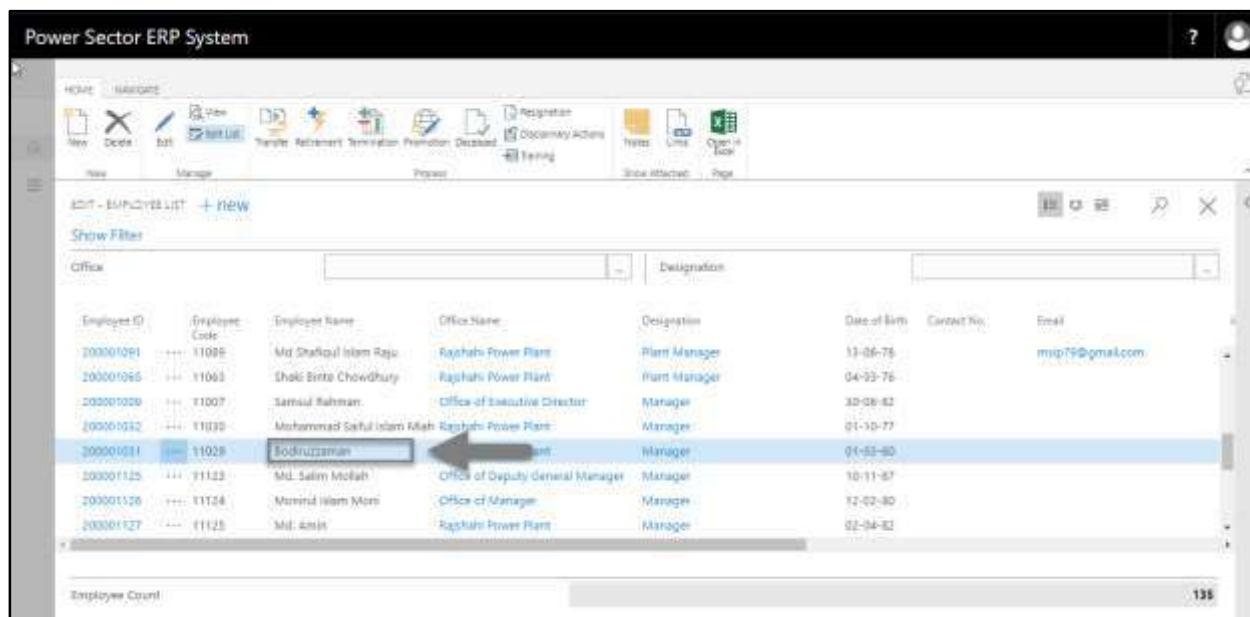 Power Sector ERP System ?
HOME NAVIGATE
New Delete Edit View Edit List Transfer Retirement Termination Promotion Deceased Resignation Disciplinary Actions Training Notes Links Open in Excel
New Manage Process Show Attached Page
EDIT - EMPLOYEE LIST + new
Show Filter
Office ... Designation ...
Employee ID Employee Code Employee Name Office Name Designation Date of Birth Contact No. Email
200001091 11089 Md Shafiqul Islam Raju Rajshahi Power Plant Plant Manager 13-06-76 msip79@gmail.com
200001065 11063 Shaki Binte Chowdhury Rajshahi Power Plant Plant Manager 04-03-76
200001009 11007 Samsul Rahman Office of Executive Director Manager 30-06-82
200001032 11030 Mohammad Saiful Islam Miah Rajshahi Power Plant Manager 01-10-77
200001031 11029 Bodiruzzaman Manager
200001125 11123 Md. Salim Mollah Office of Deputy General Manager Manager 10-11-87
200001126 11124 Monirul Islam Moni Office of Manager Manager 12-02-80
200001127 11125 Md. Amin Rajshahi Power Plant Manager 02-04-82
Employee Count 135